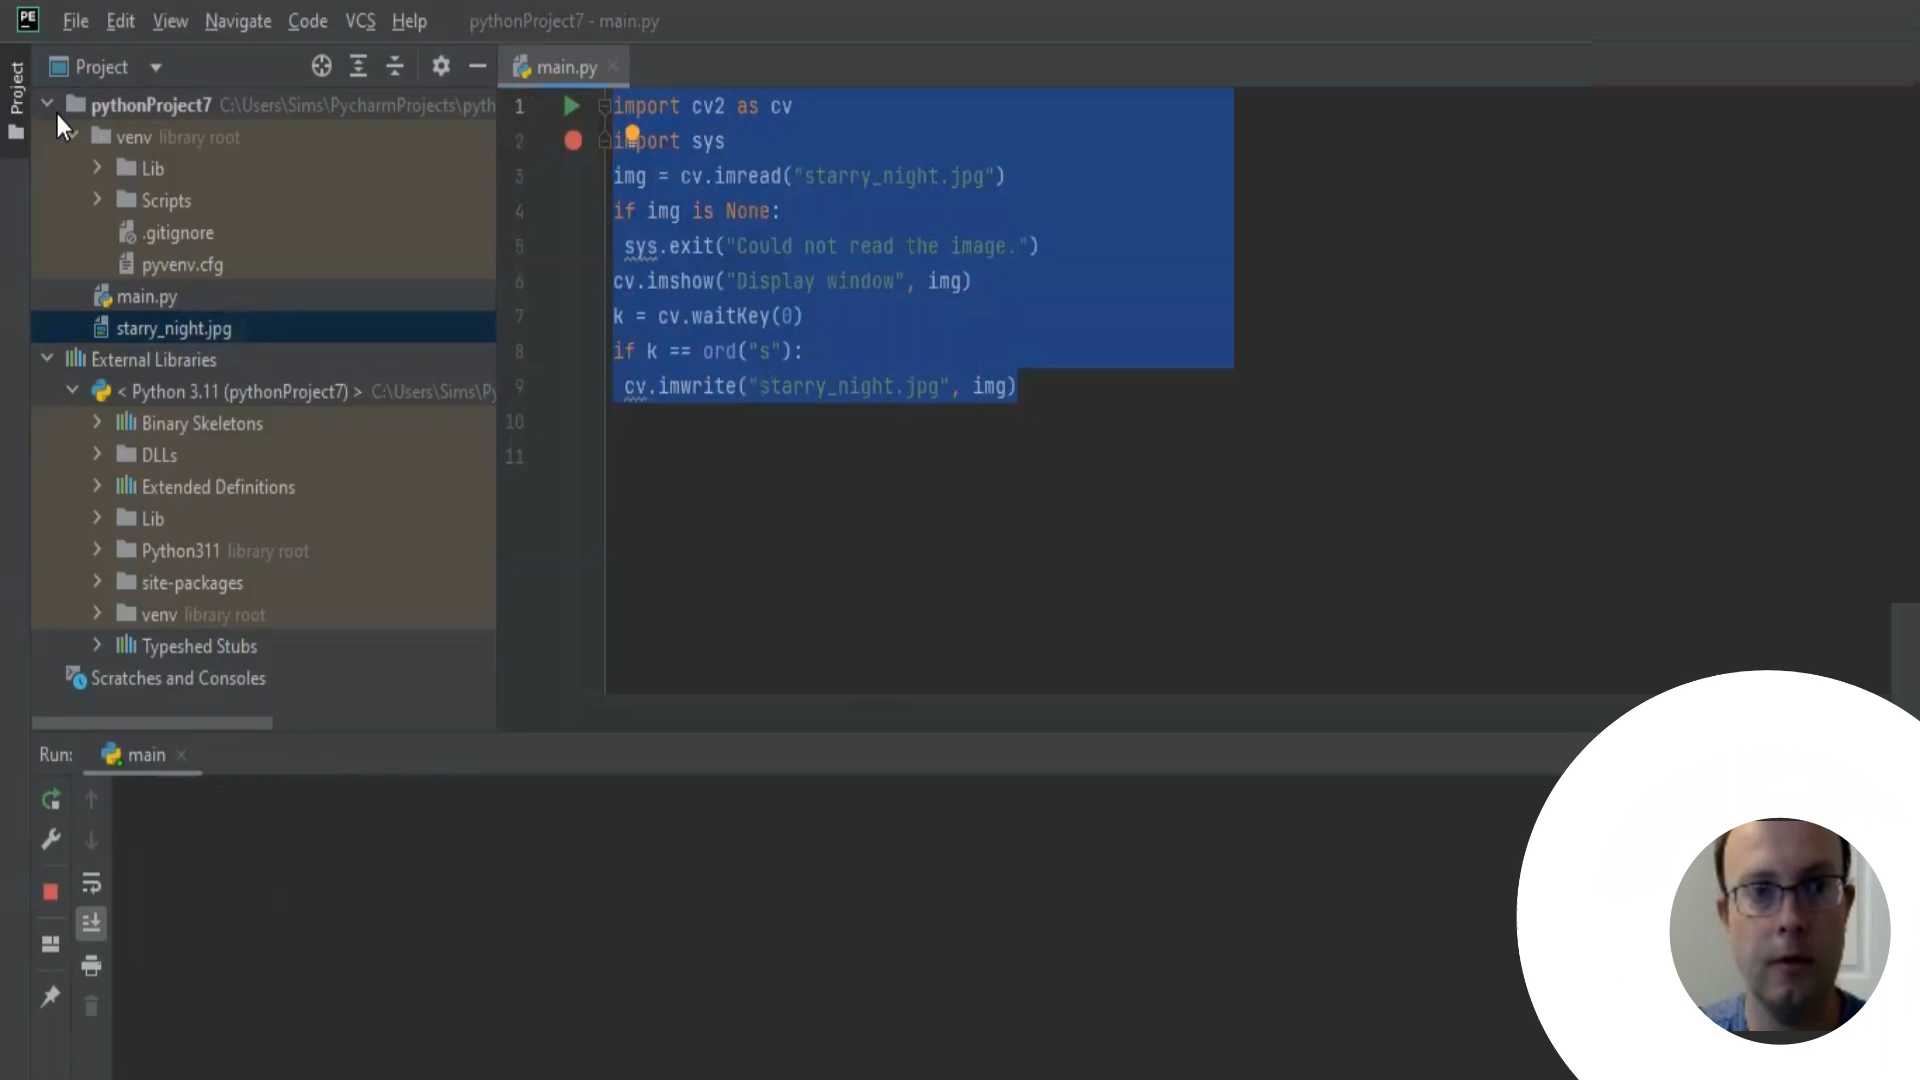 PE File Edit View Navigate Code VCS Help pythonProject7 - main.py
Project
Project
main.py
pythonProject7 C:\Users\Sims\PycharmProjects\pyth
venv library root
Lib
Scripts
.gitignore
pyvenv.cfg
main.py
starry_night.jpg
External Libraries
< Python 3.11 (pythonProject7) > C:\Users\Sims\Py
Binary Skeletons
DLLs
Extended Definitions
Lib
Python311 library root
site-packages
venv library root
Typeshed Stubs
Scratches and Consoles
1 import cv2 as cv
2 import sys
3 img = cv.imread("starry_night.jpg")
4 if img is None:
5 sys.exit("Could not read the image.")
6 cv.imshow("Display window", img)
7 k = cv.waitKey(0)
8 if k == ord("s"):
9 cv.imwrite("starry_night.jpg", img)
10
11
Run: main